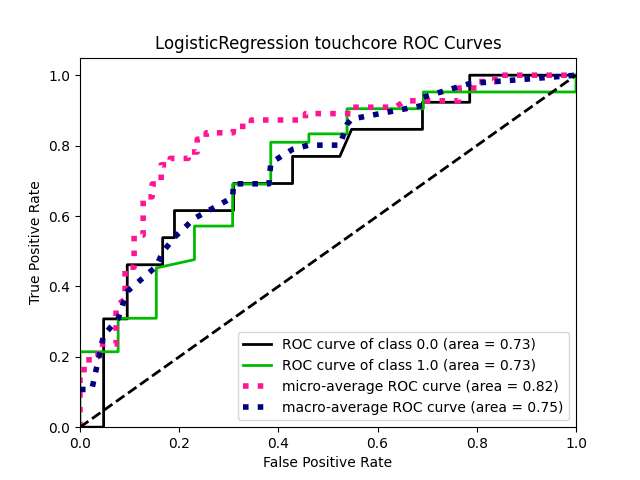 LogisticRegression touchcore ROC Curves
True Positive Rate
1.0
0.8
0.6
0.4
0.2
0.0
ROC curve of class 0.0 (area = 0.73)
ROC curve of class 1.0 (area = 0.73)
micro-average ROC curve (area = 0.82)
macro-average ROC curve (area = 0.75)
0.0 0.2 0.4 0.6 0.8 1.0
False Positive Rate